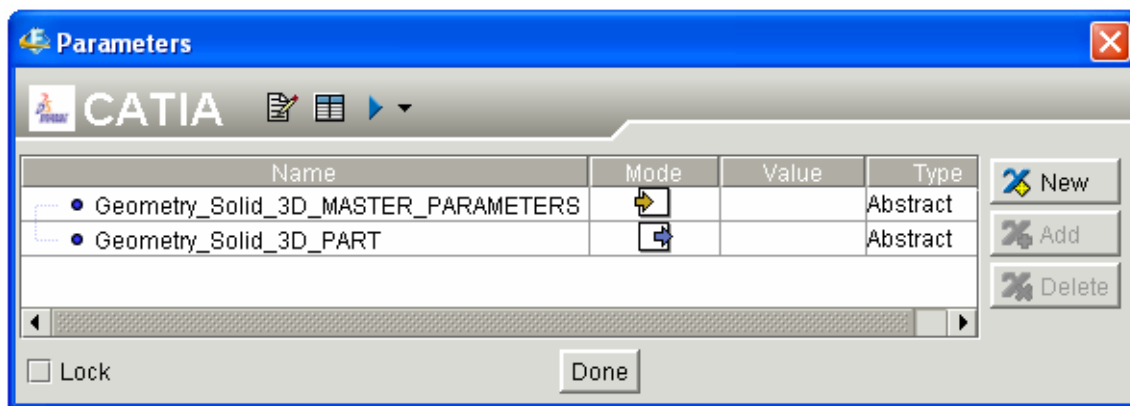 Parameters
CATIA
Name Mode Value Type
Geometry_Solid_3D_MASTER_PARAMETERS Abstract
Geometry_Solid_3D_PART Abstract
New
Add
Delete
Lock
Done